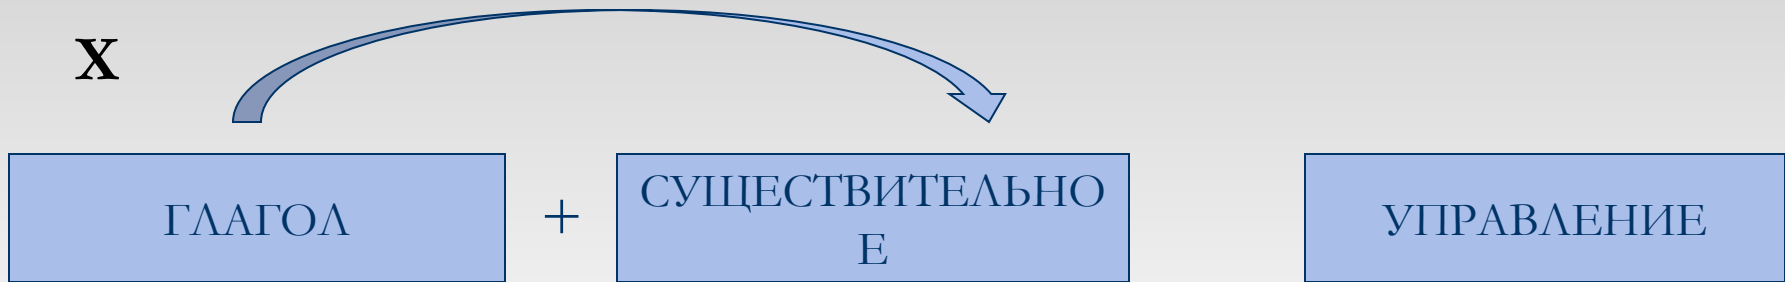 х
ГЛАГОЛ
+
СУЩЕСТВИТЕЛЬНО
Е
УПРАВЛЕНИЕ